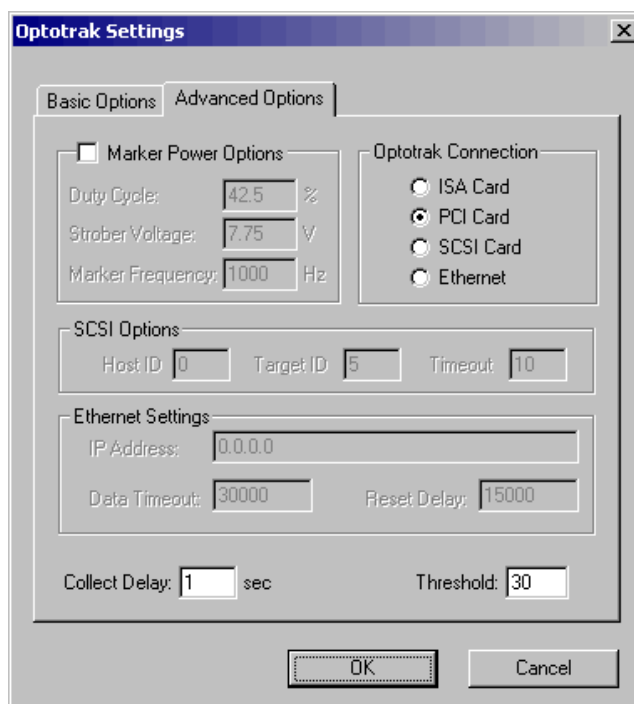 Optotrak Settings
Basic Options
Advanced Options
Marker Power Options
Duty Cycle: 42.5 %
Strober Voltage: 7.75 V
Marker Frequency: 1000 Hz
Optotrak Connection
ISA Card
PCI Card
SCSI Card
Ethernet
SCSI Options
Host ID 0 Target ID 5 Timeout 10
Ethernet Settings
IP Address: 0.0.0.0
Data Timeout: 30000 Reset Delay: 15000
Collect Delay: 1 sec Threshold: 30
OK Cancel